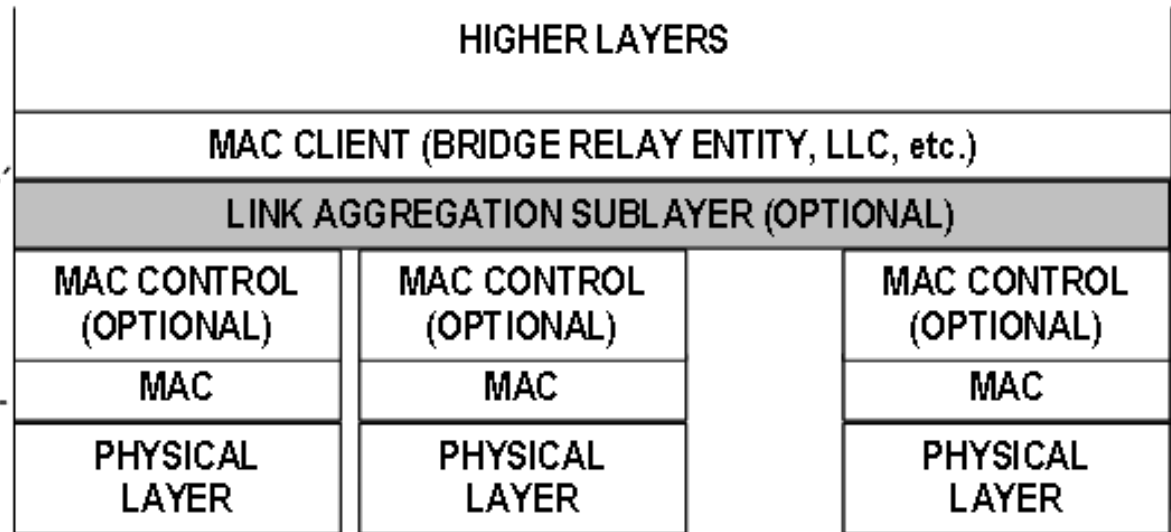 HIGHER LAYERS
MAC CLIENT (BRIDGE RELAY ENTITY, LLC, etc.)
LINK AGGREGATION SUBLAYER (OPTIONAL)
MAC CONTROL
(OPTIONAL)
MAC CONTROL
(OPTIONAL)
MAC CONTROL
(OPTIONAL)
MAC
MAC
MAC
PHYSICAL
LAYER
PHYSICAL
LAYER
PHYSICAL
LAYER